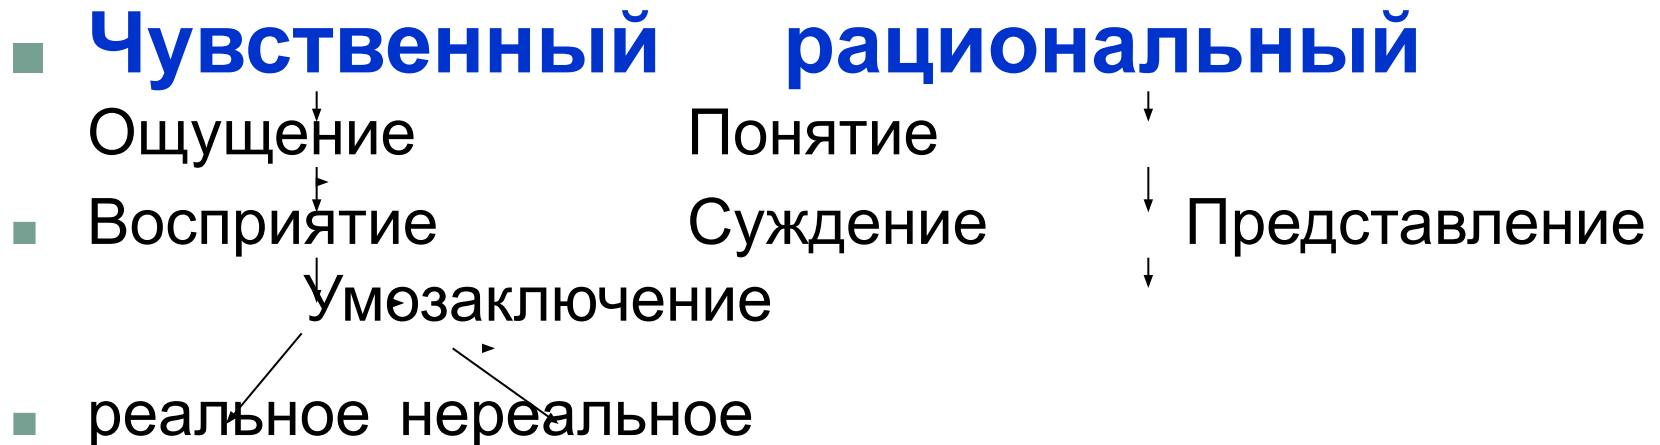 Чувственный рациональный
Ощущение Понятие
Восприятие Суждение Представление
Умозаключение
реальное нереальное